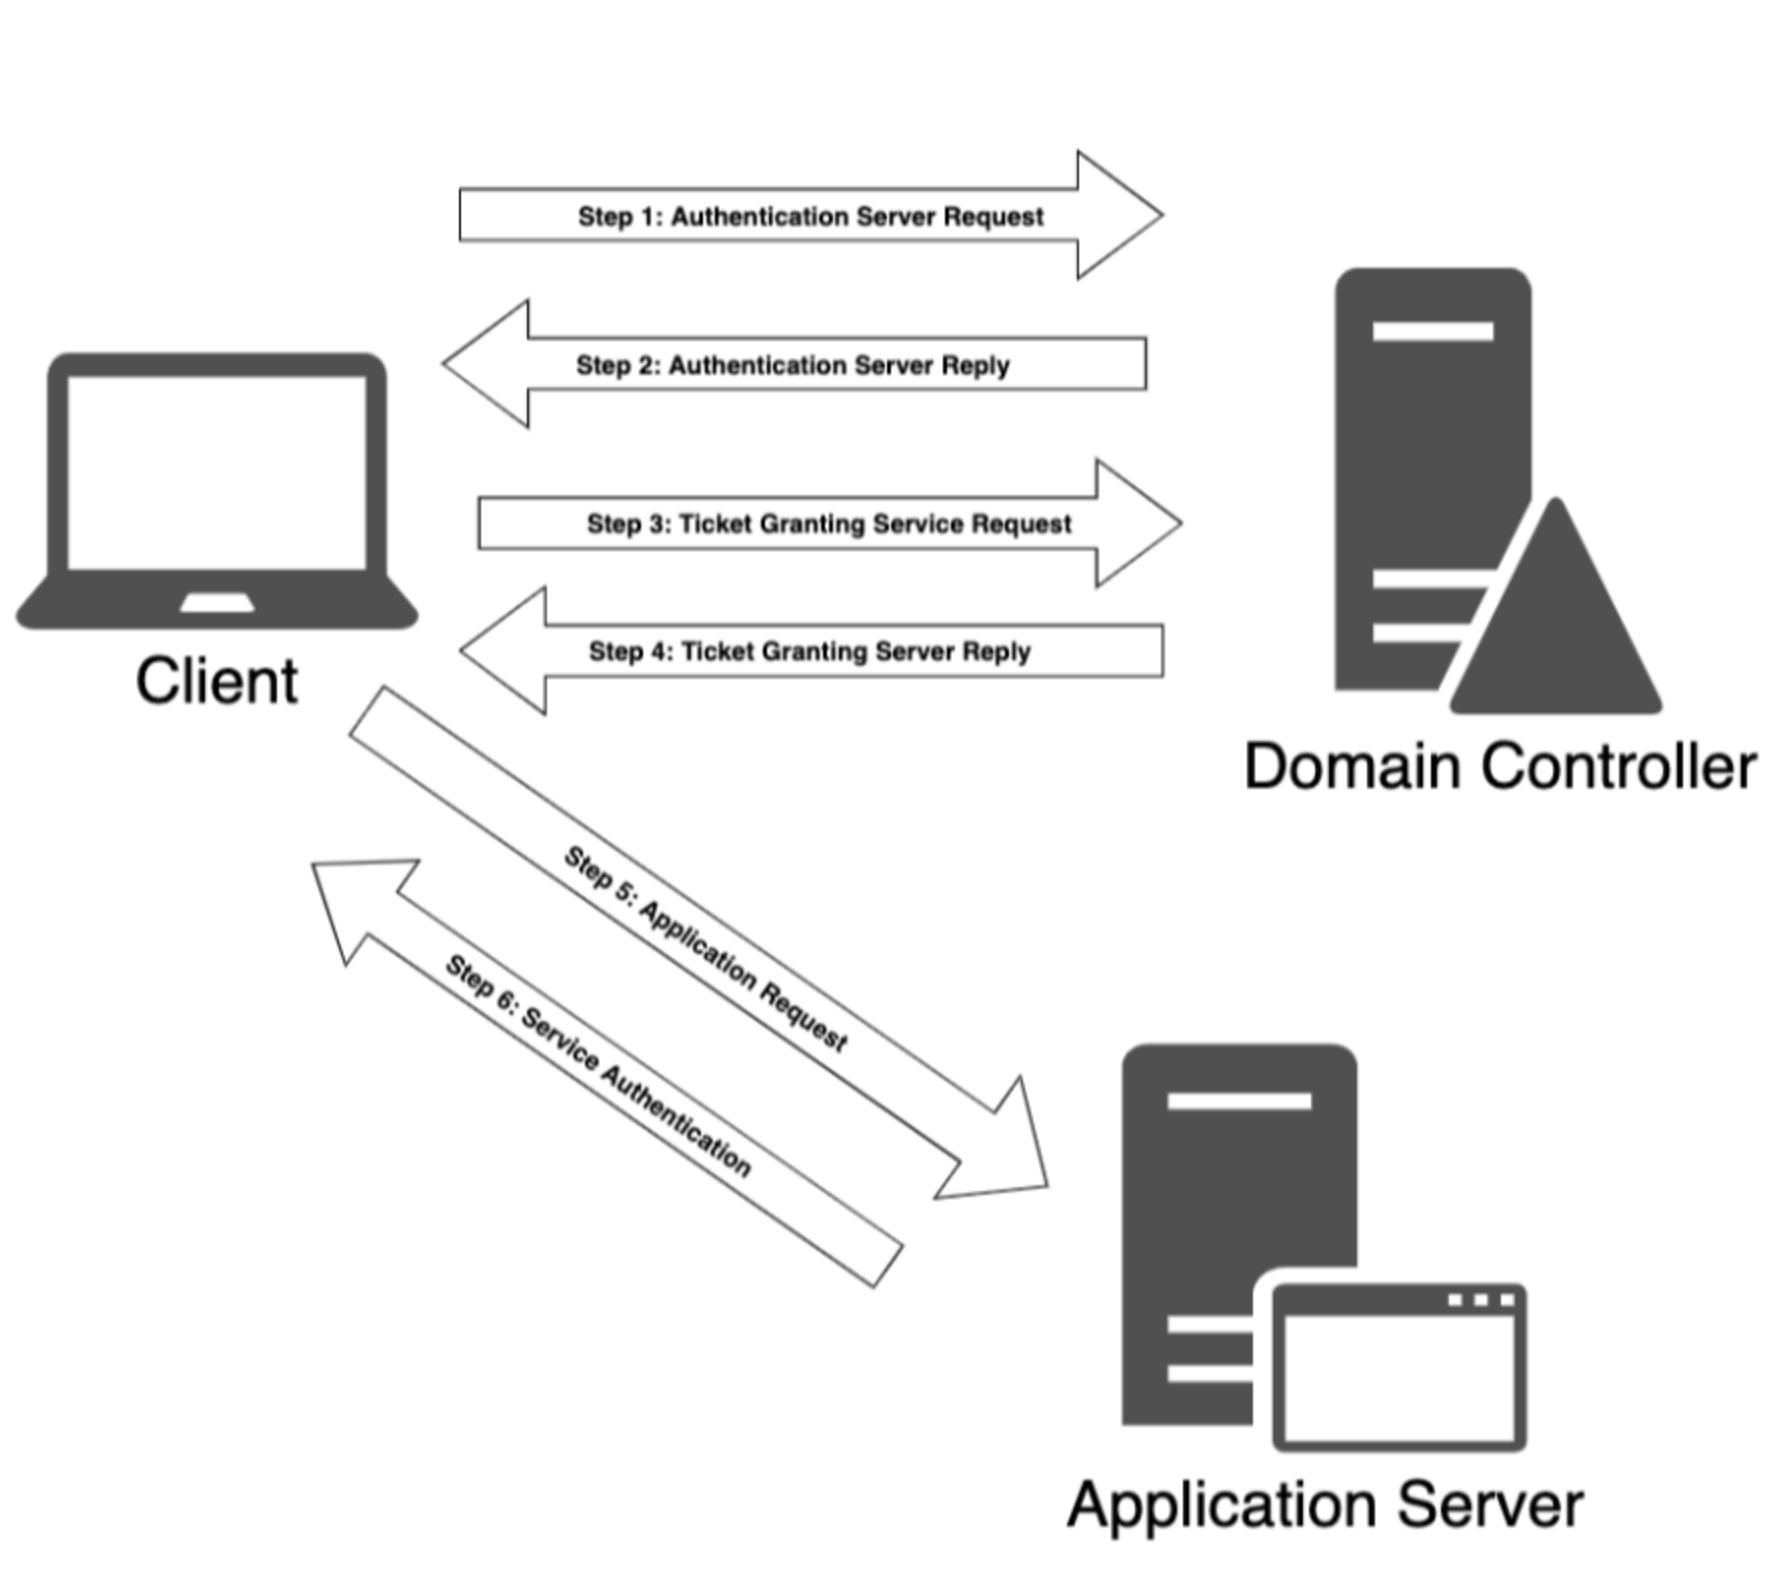 Step 1: Authentication Server Request
Step 2: Authentication Server Reply
Step 3: Ticket Granting Service Request
Step 4: Ticket Granting Server Reply
Client
Domain Controller
Step 5: Application Request
Step 6: Service Authentication
Application Server